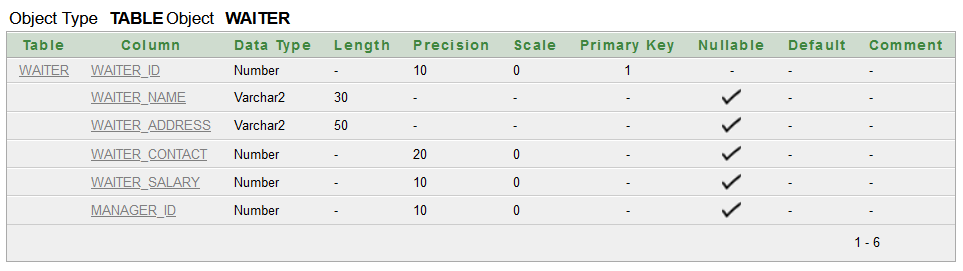 Object Type TABLE Object WAITER
Table Column Data Type Length Precision Scale Primary Key Nullable Default Comment
WAITER WAITER_ID Number - 10 0 1 - - -
WAITER_NAME Varchar2 30 - - - ✓ - -
WAITER_ADDRESS Varchar2 50 - - - ✓ - -
WAITER_CONTACT Number - 20 0 - ✓ - -
WAITER_SALARY Number - 10 0 - ✓ - -
MANAGER_ID Number - 10 0 - ✓ - -
1 - 6